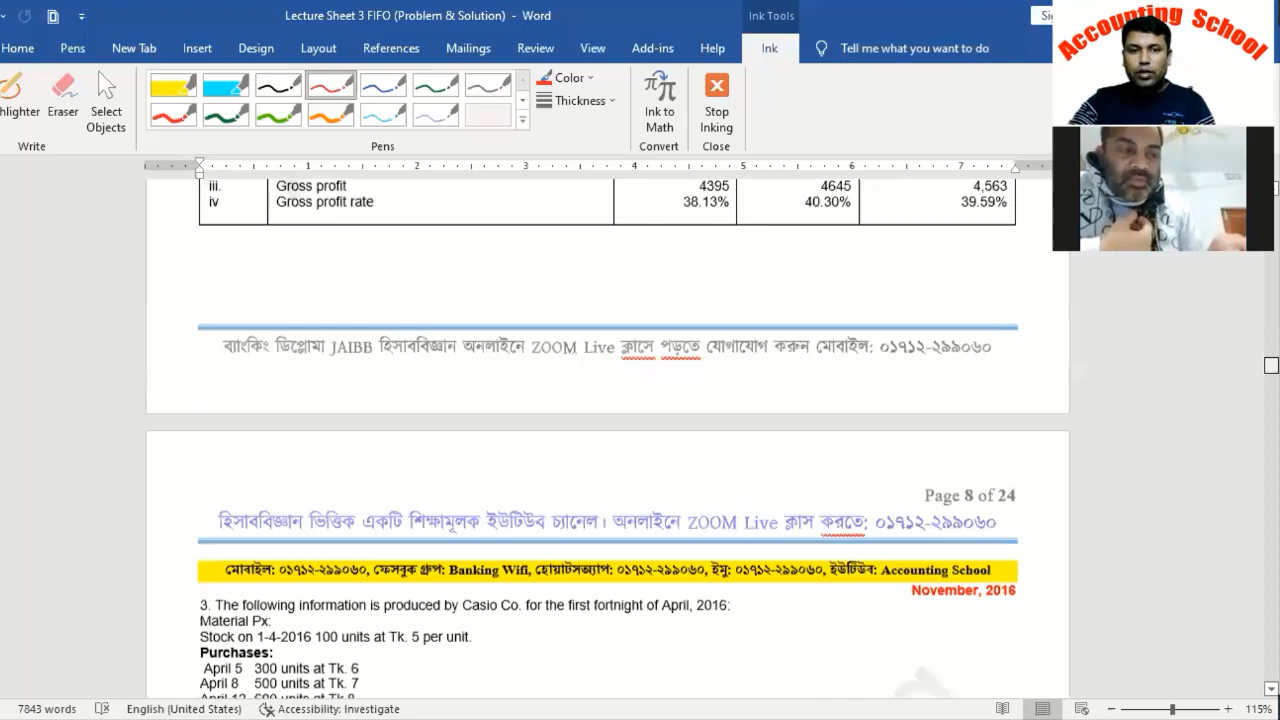 Lecture Sheet 3 FIFO (Problem & Solution) - Word
Ink Tools
Accounting School
Home Pens New Tab Insert Design Layout References Mailings Review View Add-ins Help Ink Tell me what you want to do
Eraser Select Objects
Write
Color
Thickness
Pens
Ink to Math
Convert
Stop Inking
Close
1 2 3 4 5 6 7
iii. Gross profit 4395 4645 4,563
iv Gross profit rate 38.13% 40.30% 39.59%
ব্যাংকিং ডিপ্লোমা JAIBB হিসাববিজ্ঞান অনলাইনে ZOOM Live ক্লাসে পড়তে যোগাযোগ করুন মোবাইল: ০১৭১২-২৯৯০৬০
Page 8 of 24
হিসাববিজ্ঞান ভিত্তিক একটি শিক্ষামূলক ইউটিউব চ্যানেল। অনলাইনে ZOOM Live ক্লাস করতে: ০১৭১২-২৯৯০৬০
মোবাইল: ০১৭১২-২৯৯০৬০, ফেসবুক গ্রুপ: Banking Wifi, হোয়াটসঅ্যাপ: ০১৭১২-২৯৯০৬০, ইমু: ০১৭১২-২৯৯০৬০, ইউটিউব: Accounting School
November, 2016
3. The following information is produced by Casio Co. for the first fortnight of April, 2016:
Material Px:
Stock on 1-4-2016 100 units at Tk. 5 per unit.
Purchases:
April 5 300 units at Tk. 6
April 8 500 units at Tk. 7
7843 words English (United States) Accessibility: Investigate 115%